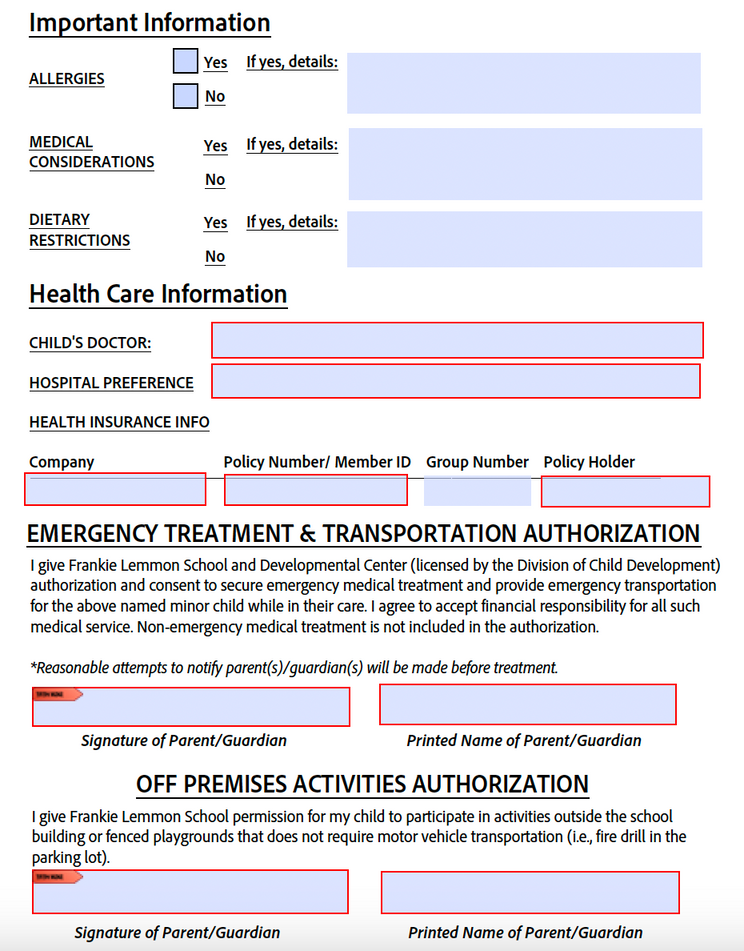 Important Information
ALLERGIES
Yes If yes, details:
No
MEDICAL
CONSIDERATIONS
Yes If yes, details:
No
DIETARY
RESTRICTIONS
Yes If yes, details:
No
Health Care Information
CHILD'S DOCTOR:
HOSPITAL PREFERENCE
HEALTH INSURANCE INFO
Company Policy Number/ Member ID Group Number Policy Holder
EMERGENCY TREATMENT & TRANSPORTATION AUTHORIZATION
I give Frankie Lemmon School and Developmental Center (licensed by the Division of Child Development)
authorization and consent to secure emergency medical treatment and provide emergency transportation
for the above named minor child while in their care. I agree to accept financial responsibility for all such
medical service. Non-emergency medical treatment is not included in the authorization.
*Reasonable attempts to notify parent(s)/guardian(s) will be made before treatment.
Signature of Parent/Guardian Printed Name of Parent/Guardian
OFF PREMISES ACTIVITIES AUTHORIZATION
I give Frankie Lemmon School permission for my child to participate in activities outside the school
building or fenced playgrounds that does not require motor vehicle transportation (i.e., fire drill in the
parking lot).
Signature of Parent/Guardian Printed Name of Parent/Guardian